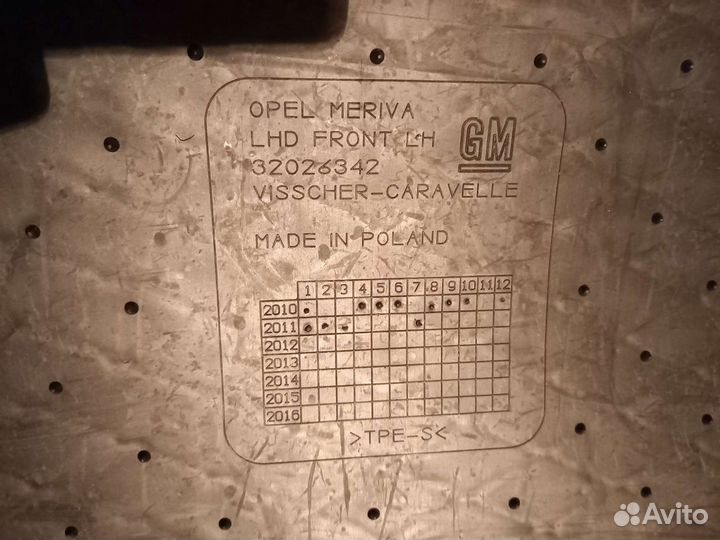 OPEL MERIVA
LHD FRONT LH GM
32026342
VISSCHER-CARAVELLE
MADE IN POLAND
1 2 3 4 5 6 7 8 9 10 11 12
2010
2011
2012
2013
2014
2015
2016
>TPE-S<
Avito